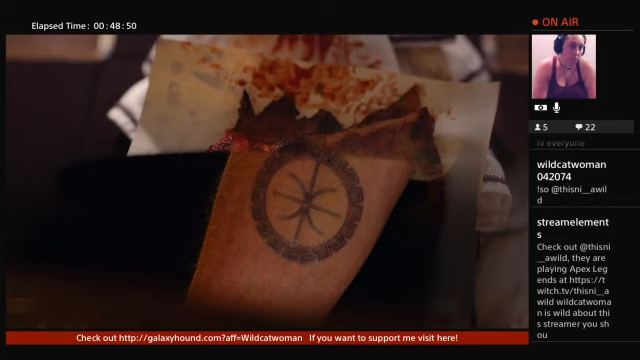 Elapsed Time: 00:48:50
ON AIR
5 22
hi everyone
wildcatwoman
042074
!so @thisni__awil
d
streamelement
s
Check out @thisni
__awild, they are
playing Apex Leg
ends at https://t
witch.tv/thisni__a
wild wildcatwoma
n is wild about thi
s streamer you sh
ou
Check out http://galaxyhound.com?aff=Wildcatwoman If you want to support me visit here!